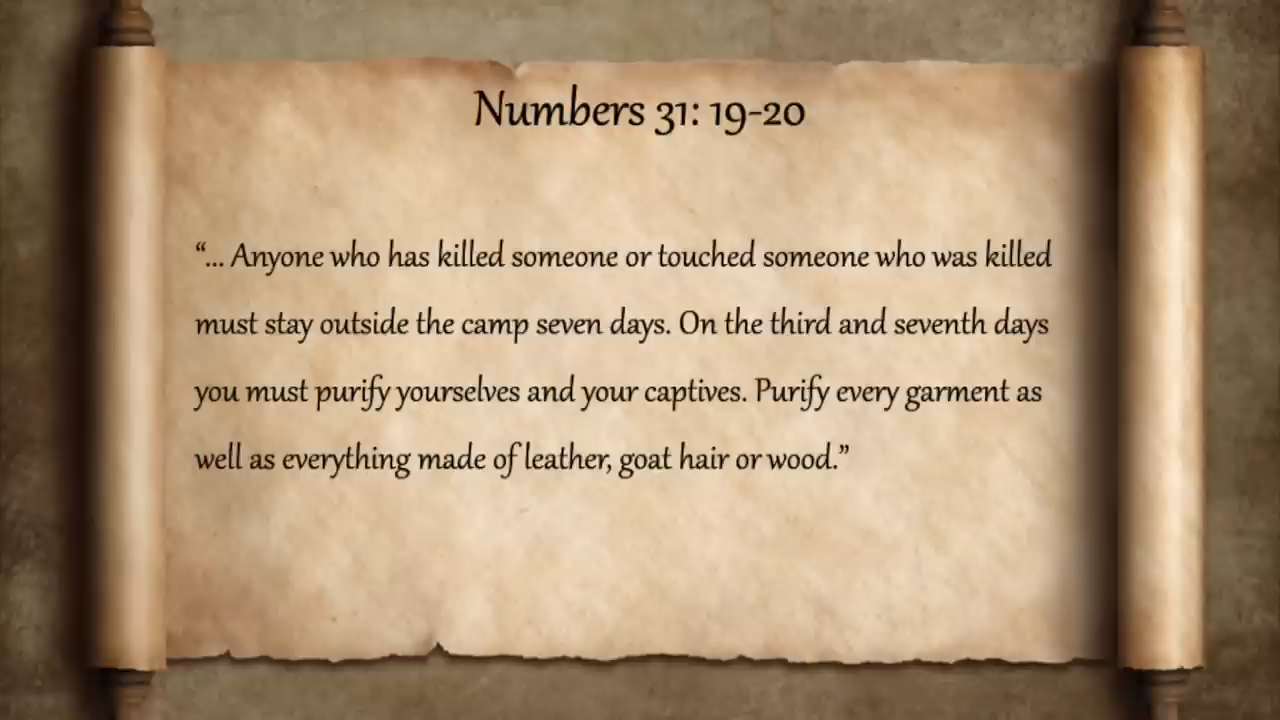 Numbers 31: 19-20
“... Anyone who has killed someone or touched someone who was killed
must stay outside the camp seven days. On the third and seventh days
you must purify yourselves and your captives. Purify every garment as
well as everything made of leather, goat hair or wood.”